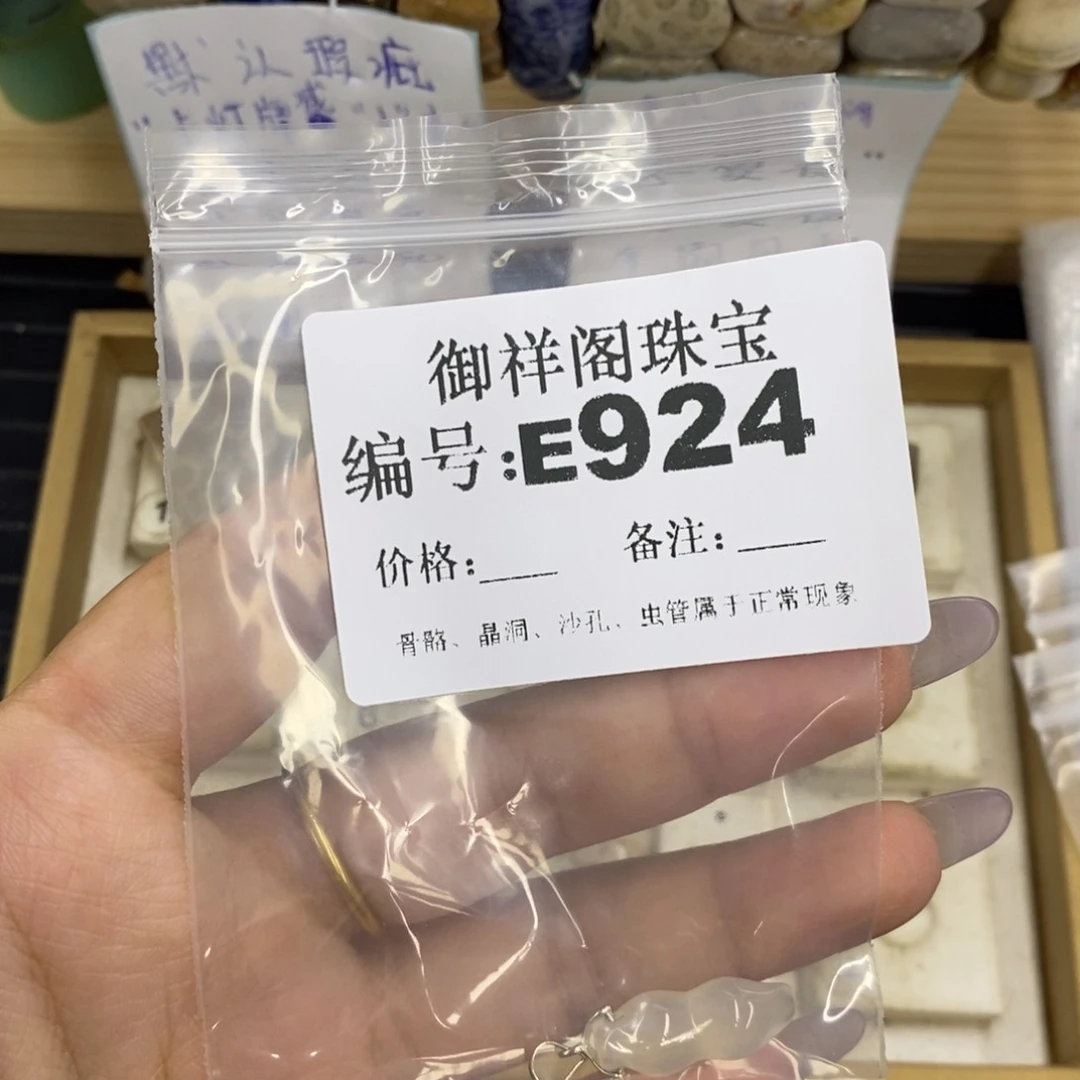 默认瑕疵
御祥阁珠宝
编号:E924
价格:____ 备注:____
骨骼、晶洞、沙孔、虫管属于正常现象